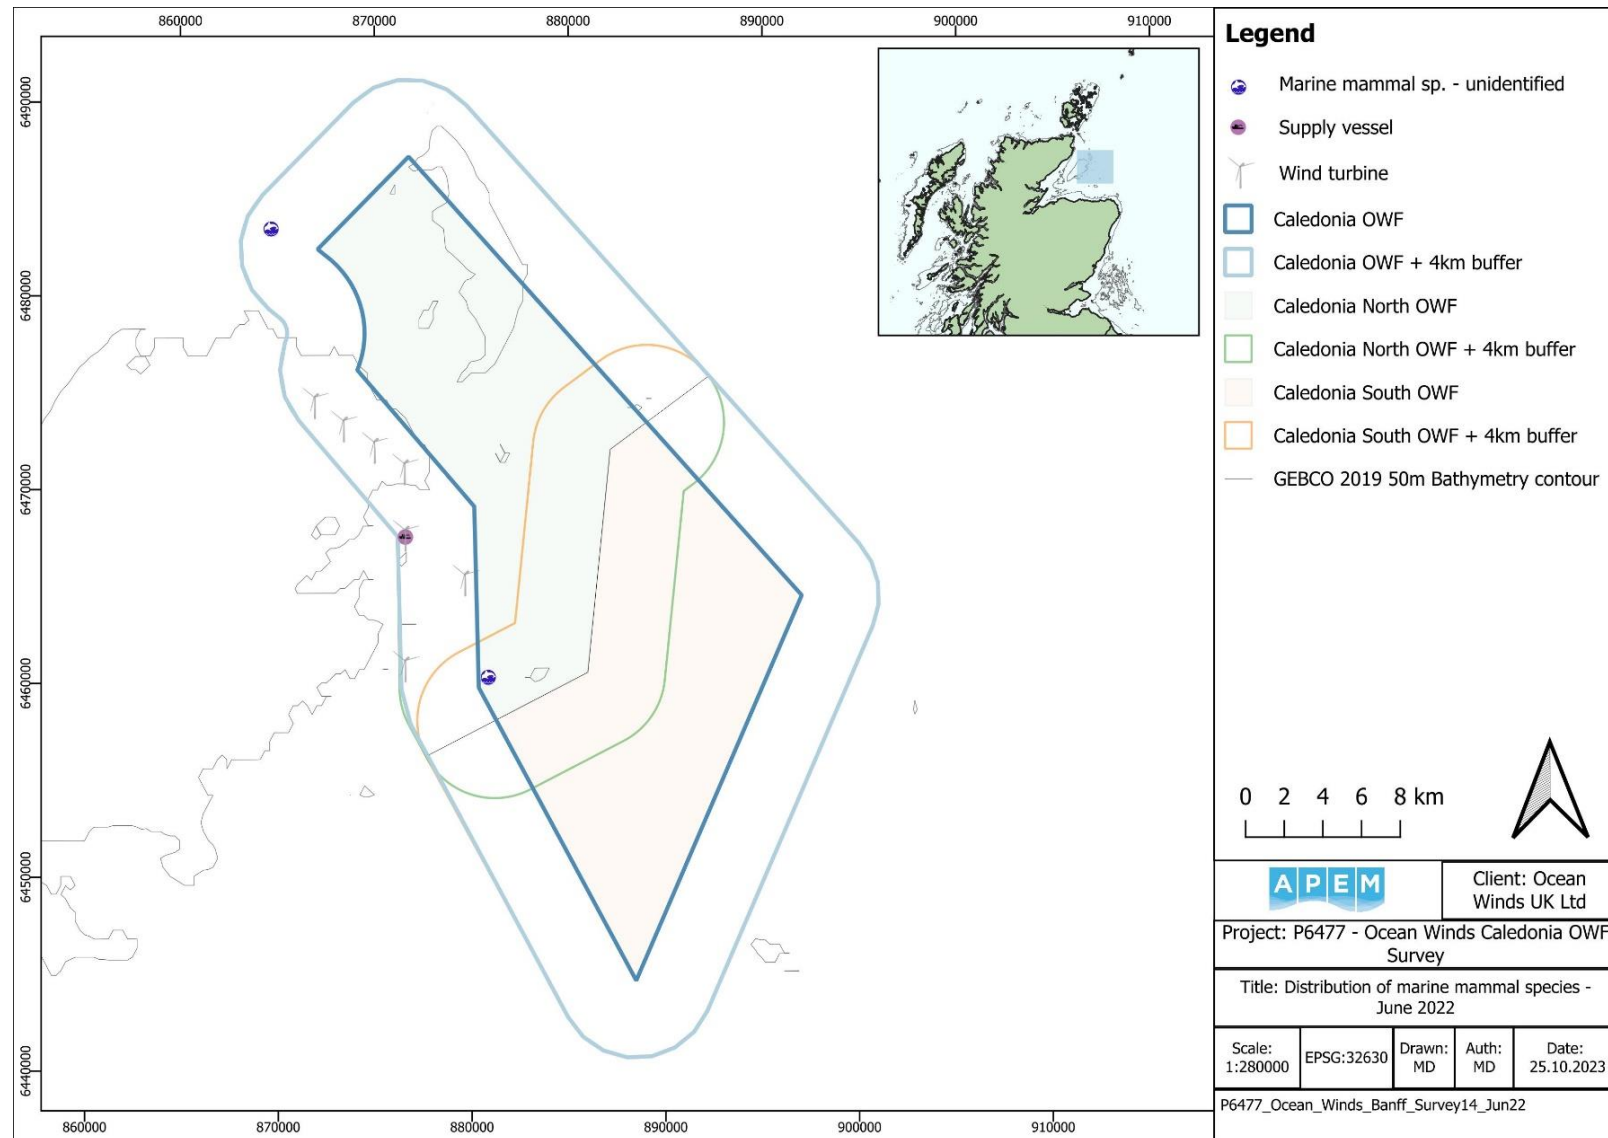 860000 870000 880000 890000 900000 910000
6490000
6480000
6470000
6460000
6450000
6440000
860000 870000 880000 890000 900000 910000
Legend
Marine mammal sp. - unidentified
Supply vessel
Wind turbine
Caledonia OWF
Caledonia OWF + 4km buffer
Caledonia North OWF
Caledonia North OWF + 4km buffer
Caledonia South OWF
Caledonia South OWF + 4km buffer
GEBCO 2019 50m Bathymetry contour
0 2 4 6 8 km
APEM
Client: Ocean
Winds UK Ltd
Project: P6477 - Ocean Winds Caledonia OWF
Survey
Title: Distribution of marine mammal species -
June 2022
Scale:
1:280000
EPSG:32630
Drawn:
MD
Auth:
MD
Date:
25.10.2023
P6477_Ocean_Winds_Banff_Survey14_Jun22